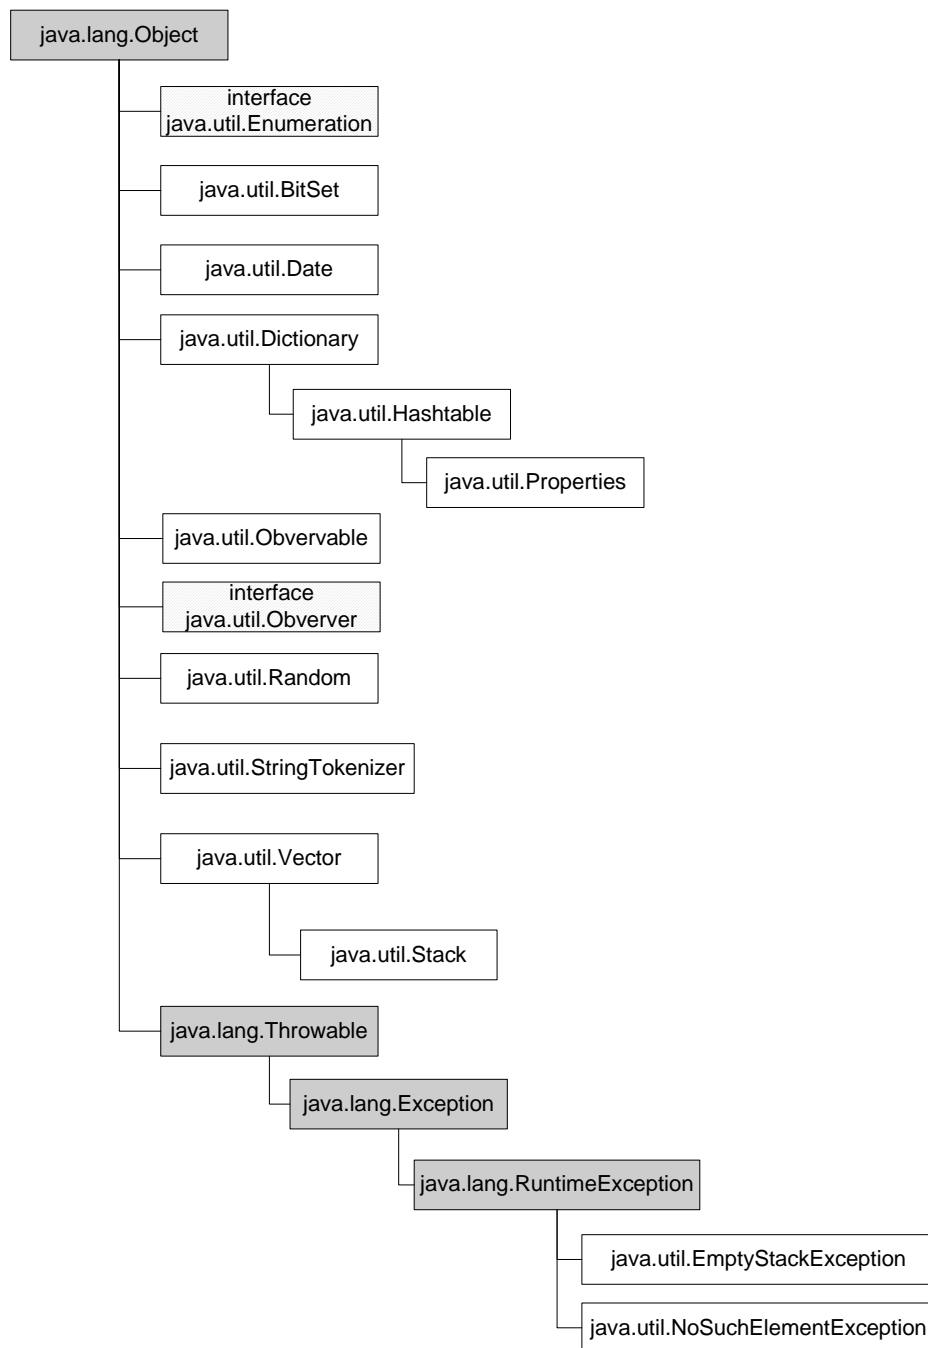 java.lang.Object
interface
java.util.Enumeration
java.util.BitSet
java.util.Date
java.util.Dictionary
java.util.Hashtable
java.util.Properties
java.util.Obvervable
interface
java.util.Obverver
java.util.Random
java.util.StringTokenizer
java.util.Vector
java.util.Stack
java.lang.Throwable
java.lang.Exception
java.lang.RuntimeException
java.util.EmptyStackException
java.util.NoSuchElementException